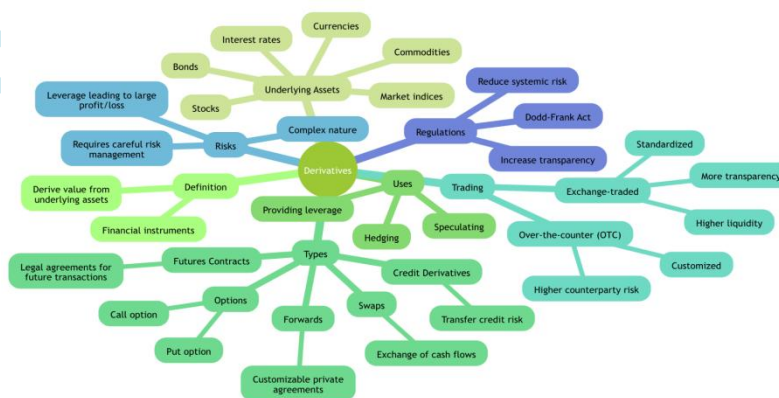 Currencies
Interest rates
Commodities
Bonds
Underlying Assets
Market indices
Stocks
Reduce systemic risk
Leverage leading to large
profit/loss
Complex nature
Dodd-Frank Act
Regulations
Requires careful risk
management
Risks
Increase transparency
Standardized
Derivatives
More transparency
Definition
Uses
Trading
Exchange-traded
Derive value from
underlying assets
Providing leverage
Higher liquidity
Financial instruments
Speculating
Hedging
Over-the-counter (OTC)
Types
Futures Contracts
Customized
Legal agreements for
future transactions
Credit Derivatives
Higher counterparty risk
Options
Swaps
Call option
Forwards
Transfer credit risk
Put option
Exchange of cash flows
Customizable private
agreements